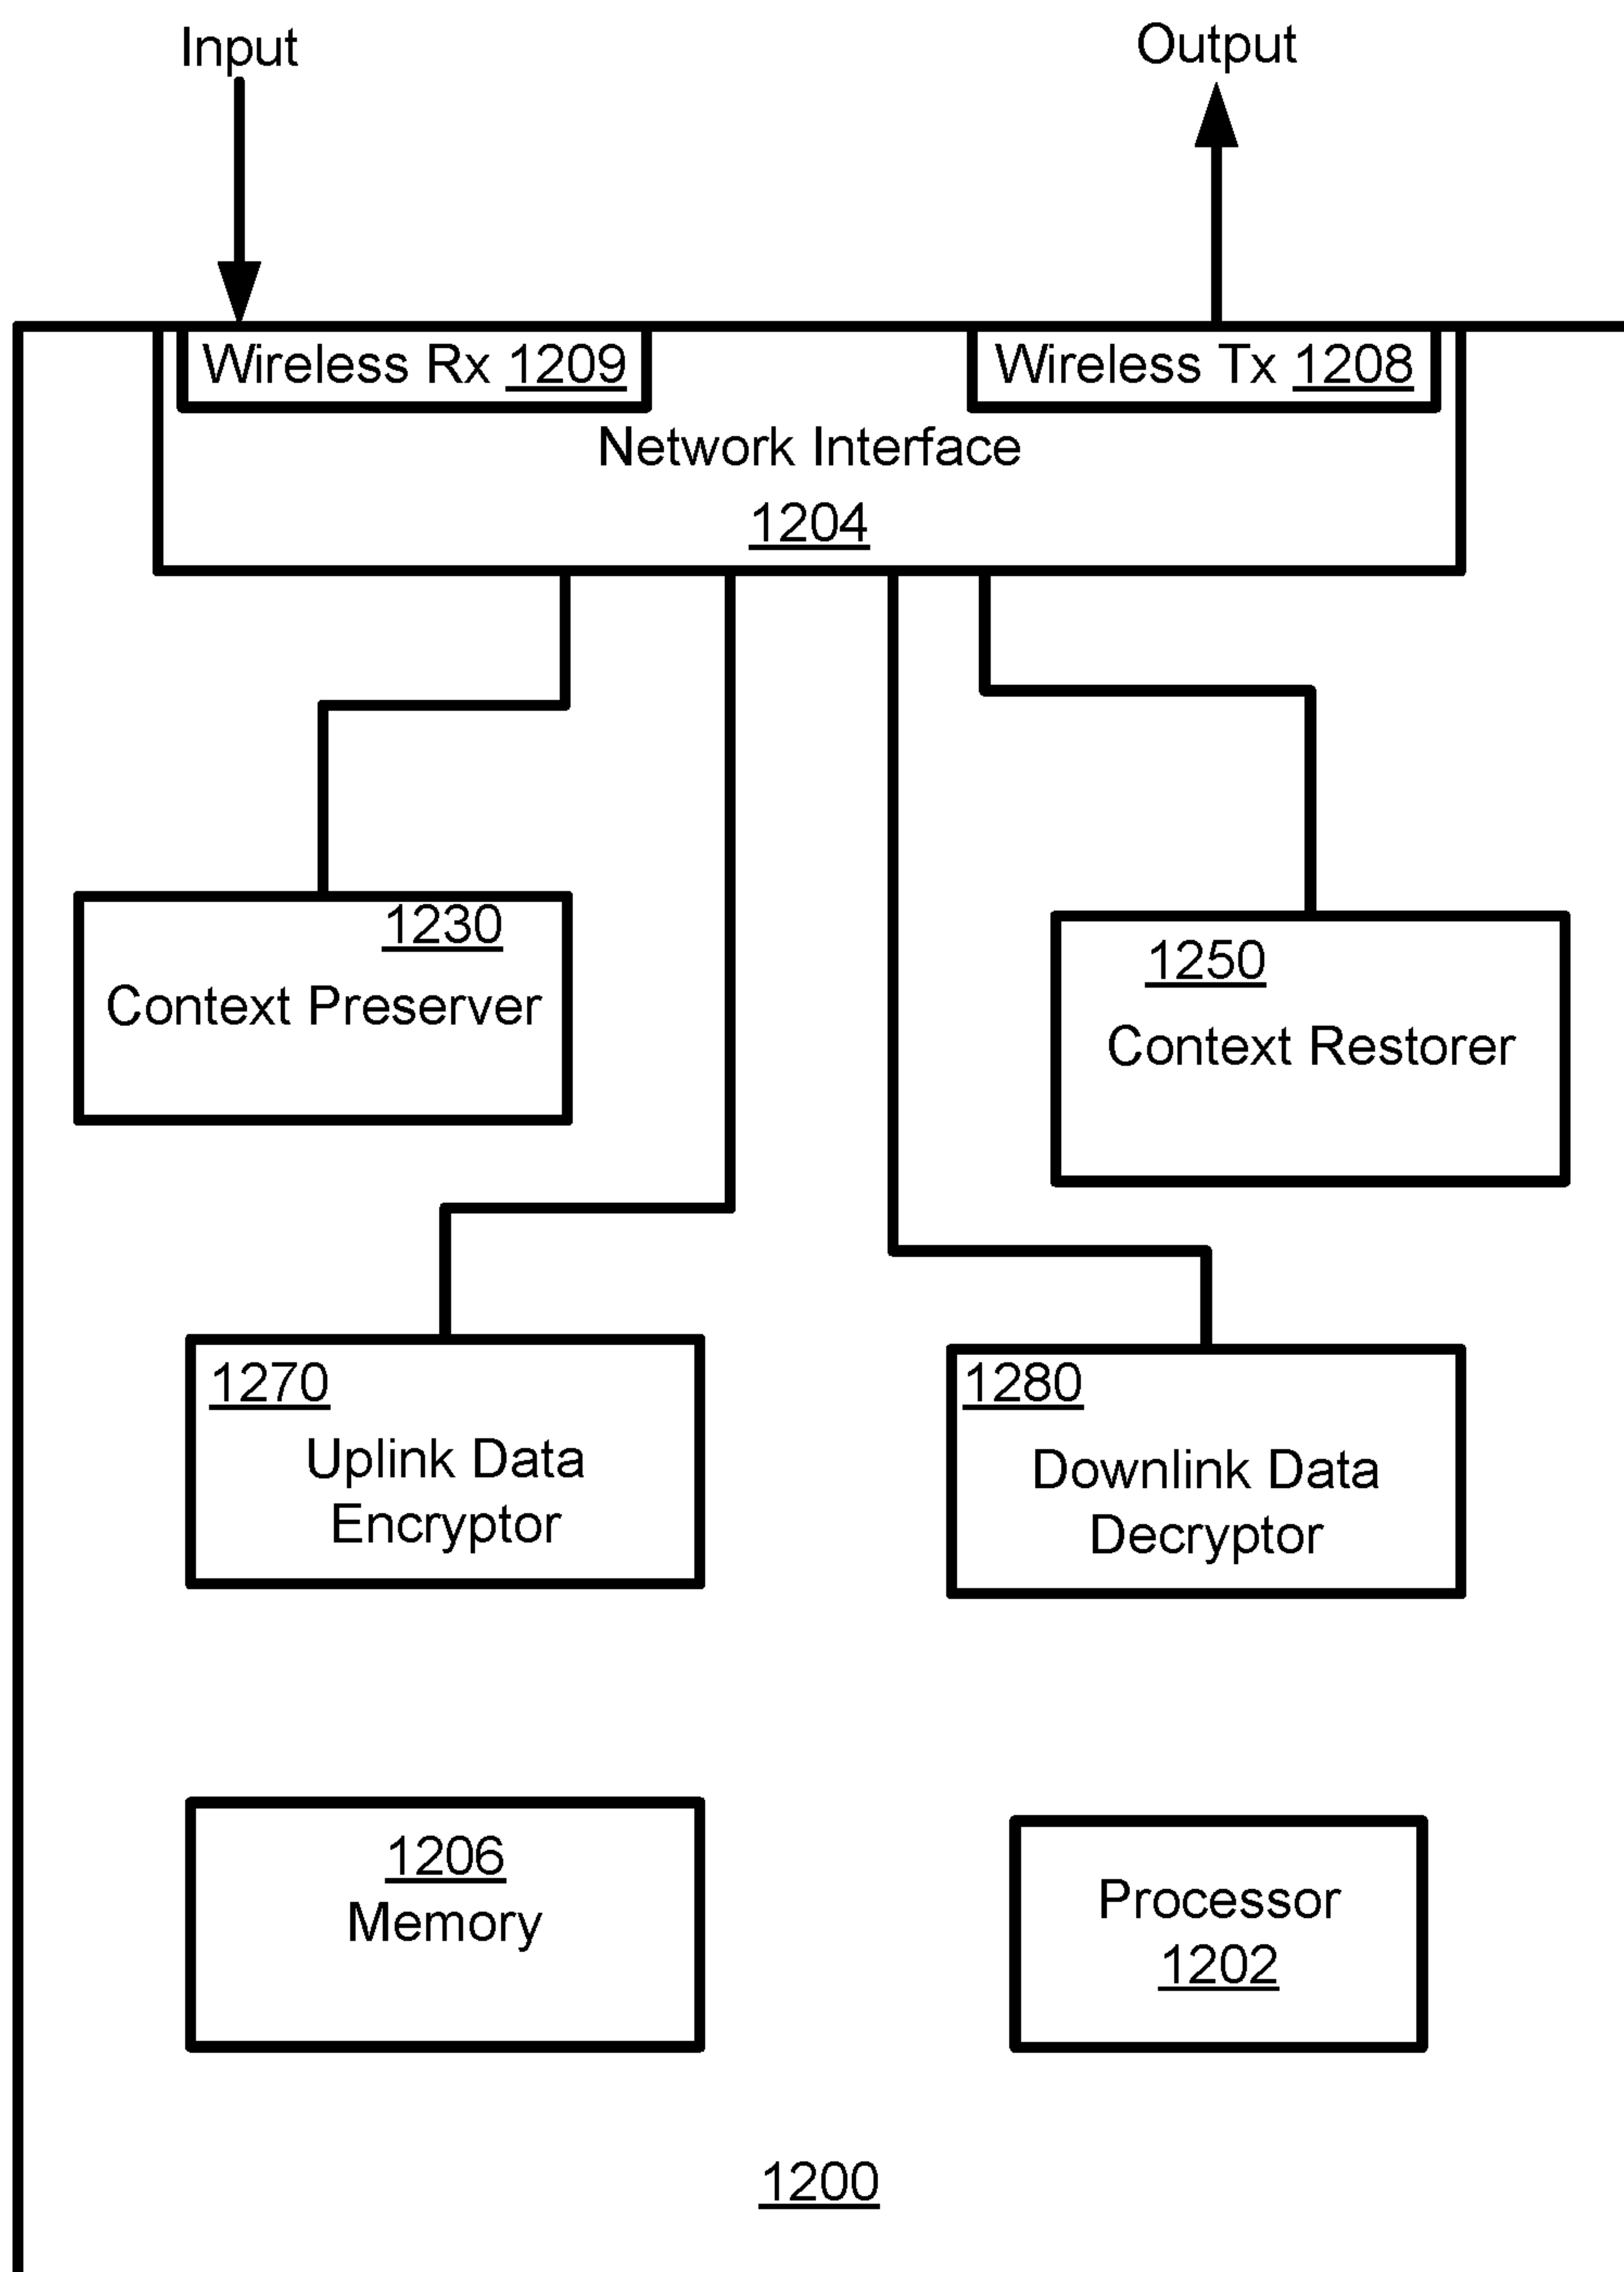 Input
Output
Wireless Rx 1209
Wireless Tx 1208
Network Interface
1204
1230
Context Preserver
1250
Context Restorer
1270
Uplink Data
Encryptor
1280
Downlink Data
Decryptor
1206
Memory
Processor
1202
1200